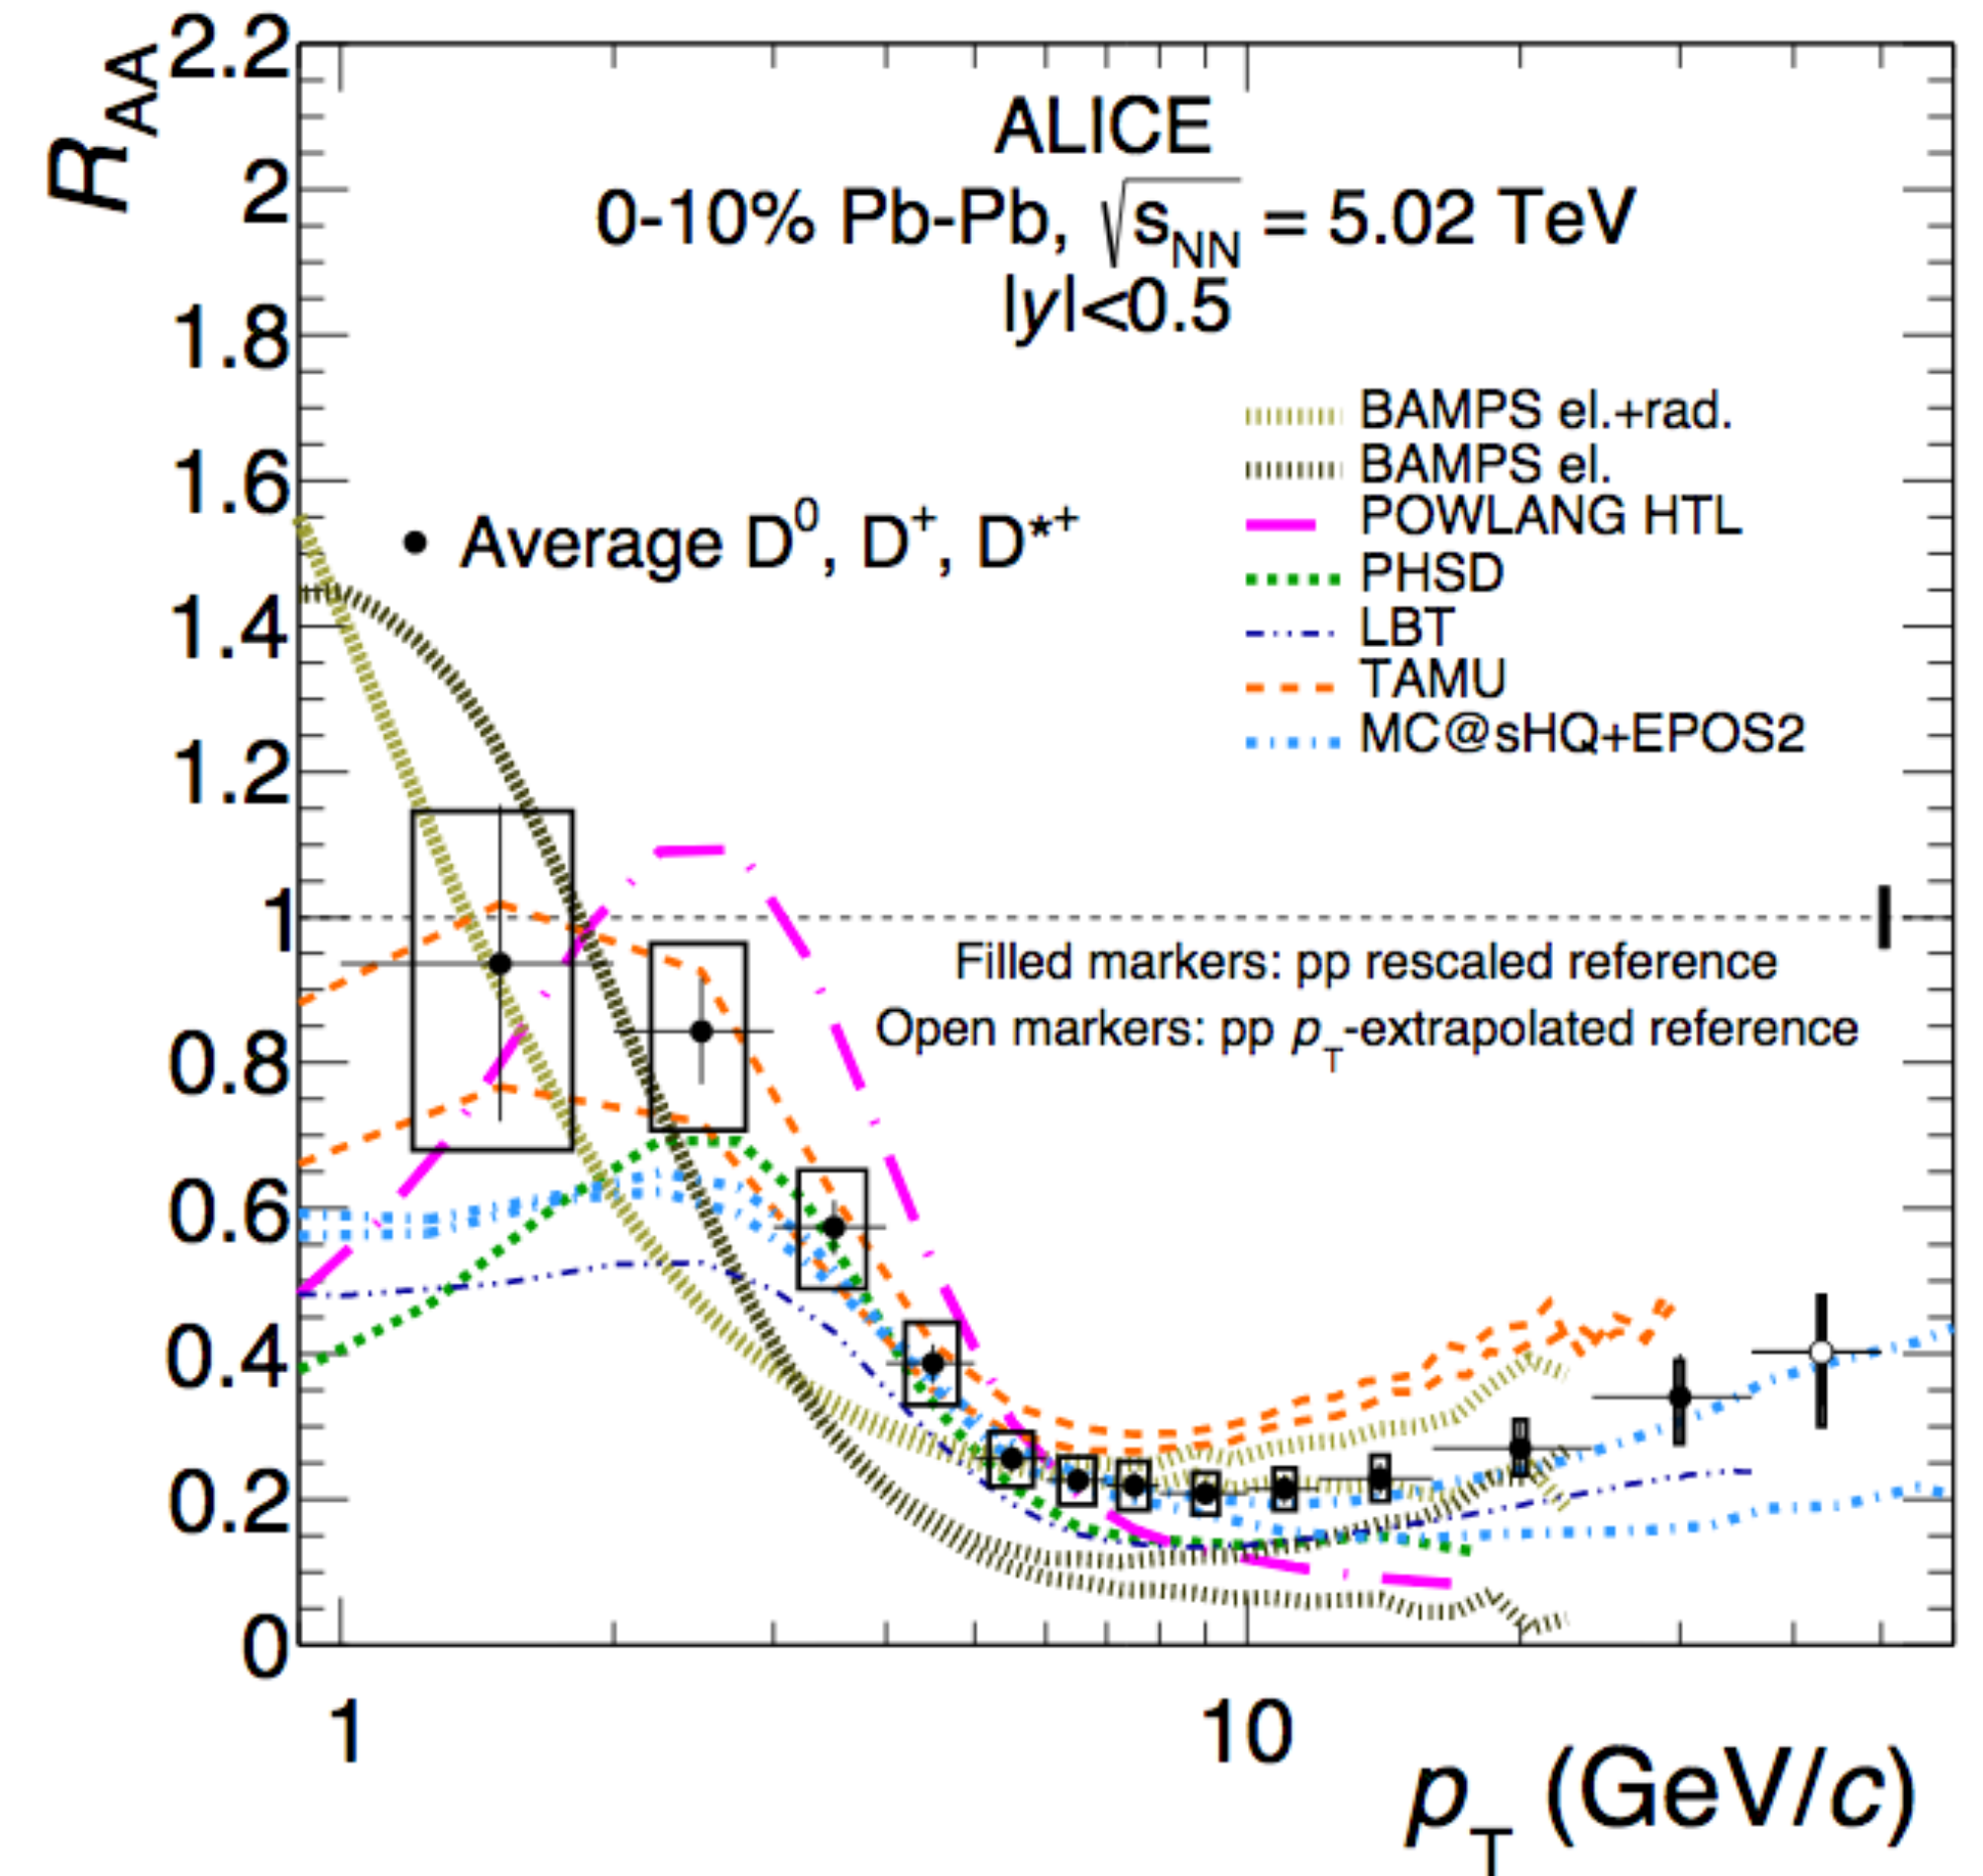 R_AA
2.2
2
1.8
1.6
1.4
1.2
1
0.8
0.6
0.4
0.2
0
ALICE
0-10% Pb-Pb, √s_NN = 5.02 TeV
|y|<0.5
BAMPS el.+rad.
BAMPS el.
POWLANG HTL
PHSD
LBT
TAMU
MC@sHQ+EPOS2
Average D⁰, D⁺, D*⁺
Filled markers: pp rescaled reference
Open markers: pp p_T-extrapolated reference
1
10
p_T (GeV/c)